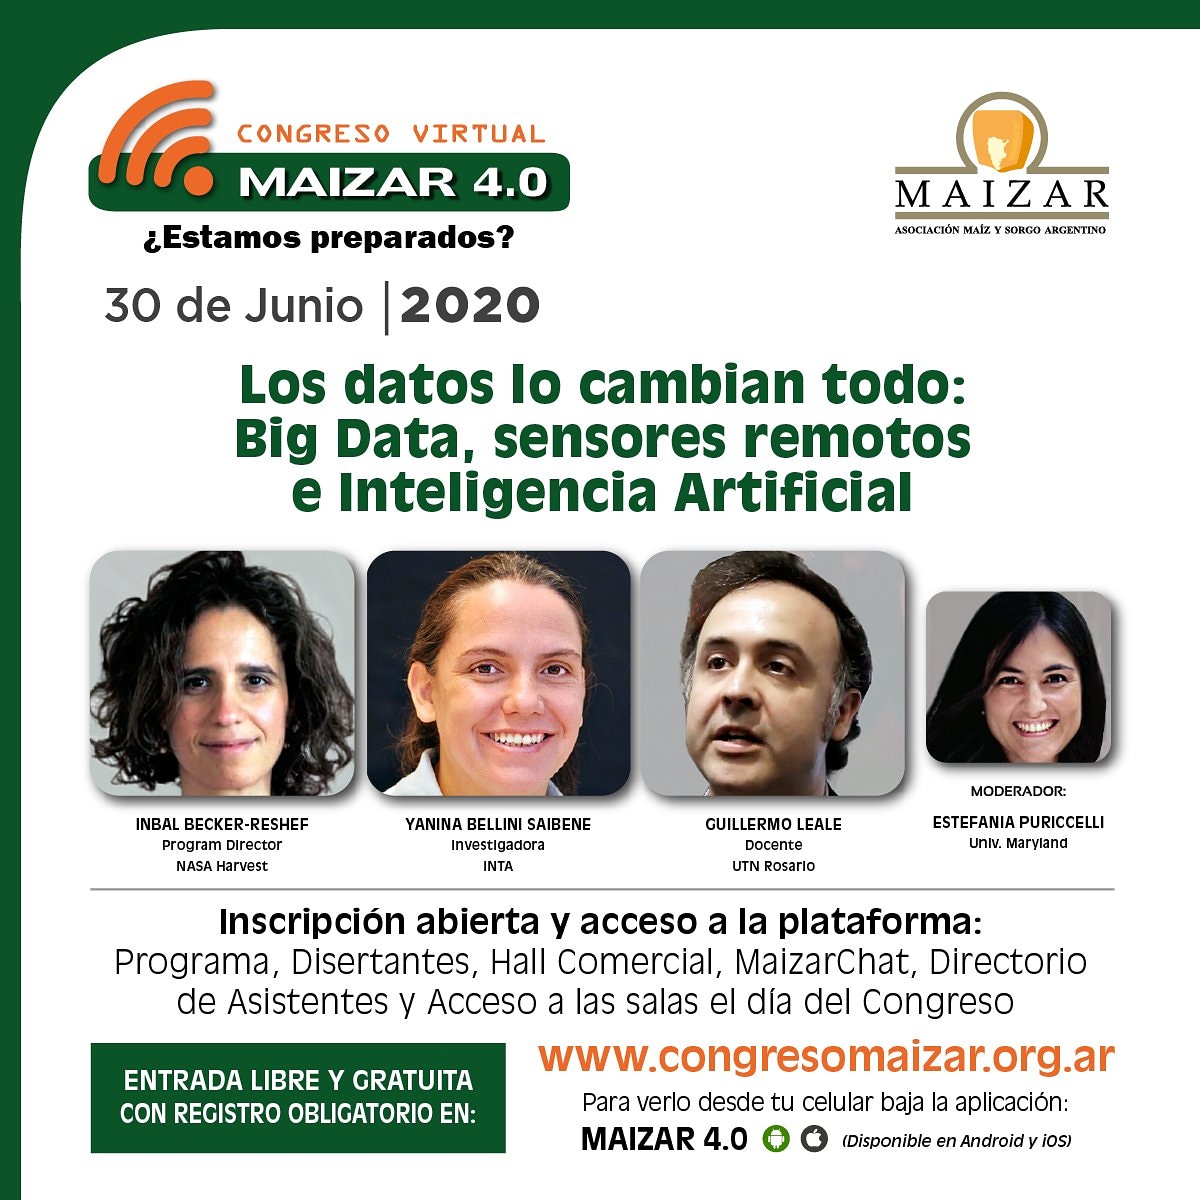 CONGRESO VIRTUAL
MAIZAR 4.0
¿Estamos preparados?
MAIZAR
ASOCIACIÓN MAÍZ Y SORGO ARGENTINO
30 de Junio | 2020
Los datos lo cambian todo:
Big Data, sensores remotos
e Inteligencia Artificial
INBAL BECKER-RESHEF
Program Director
NASA Harvest
YANINA BELLINI SAIBENE
Investigadora
INTA
GUILLERMO LEALE
Docente
UTN Rosario
MODERADOR:
ESTEFANIA PURICCELLI
Univ. Maryland
Inscripción abierta y acceso a la plataforma:
Programa, Disertantes, Hall Comercial, MaizarChat, Directorio
de Asistentes y Acceso a las salas el día del Congreso
ENTRADA LIBRE Y GRATUITA
CON REGISTRO OBLIGATORIO EN:
www.congresomaizar.org.ar
Para verlo desde tu celular baja la aplicación:
MAIZAR 4.0 (Disponible en Android y iOS)